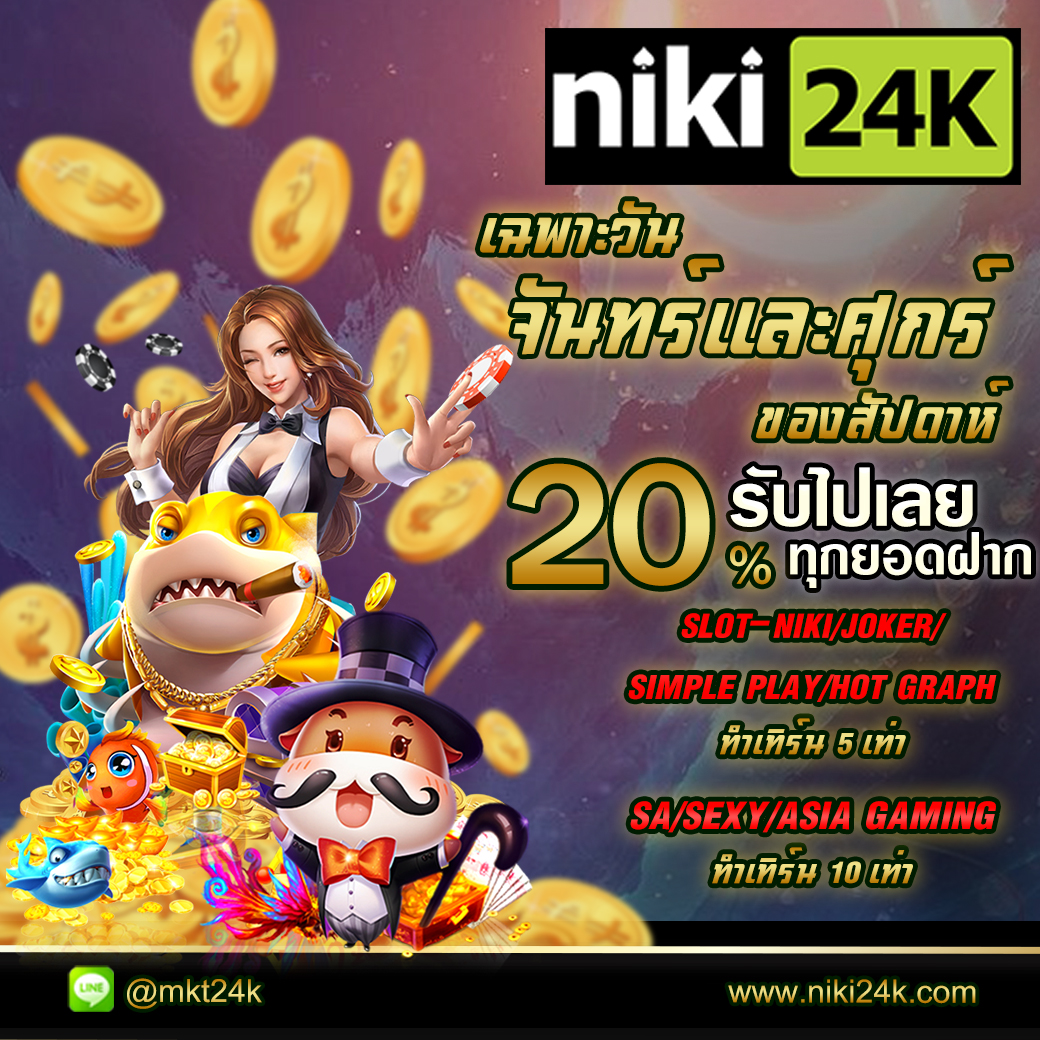 niki 24K
เฉพาะวัน
จันทร์และศุกร์
ของสัปดาห์
20% รับไปเลย
ทุกยอดฝาก
SLOT-NIKI/JOKER/
SIMPLE PLAY/HOT GRAPH
ทำเทิร์น 5 เท่า
SA/SEXY/ASIA GAMING
ทำเทิร์น 10 เท่า
LINE @mkt24k
www.niki24k.com